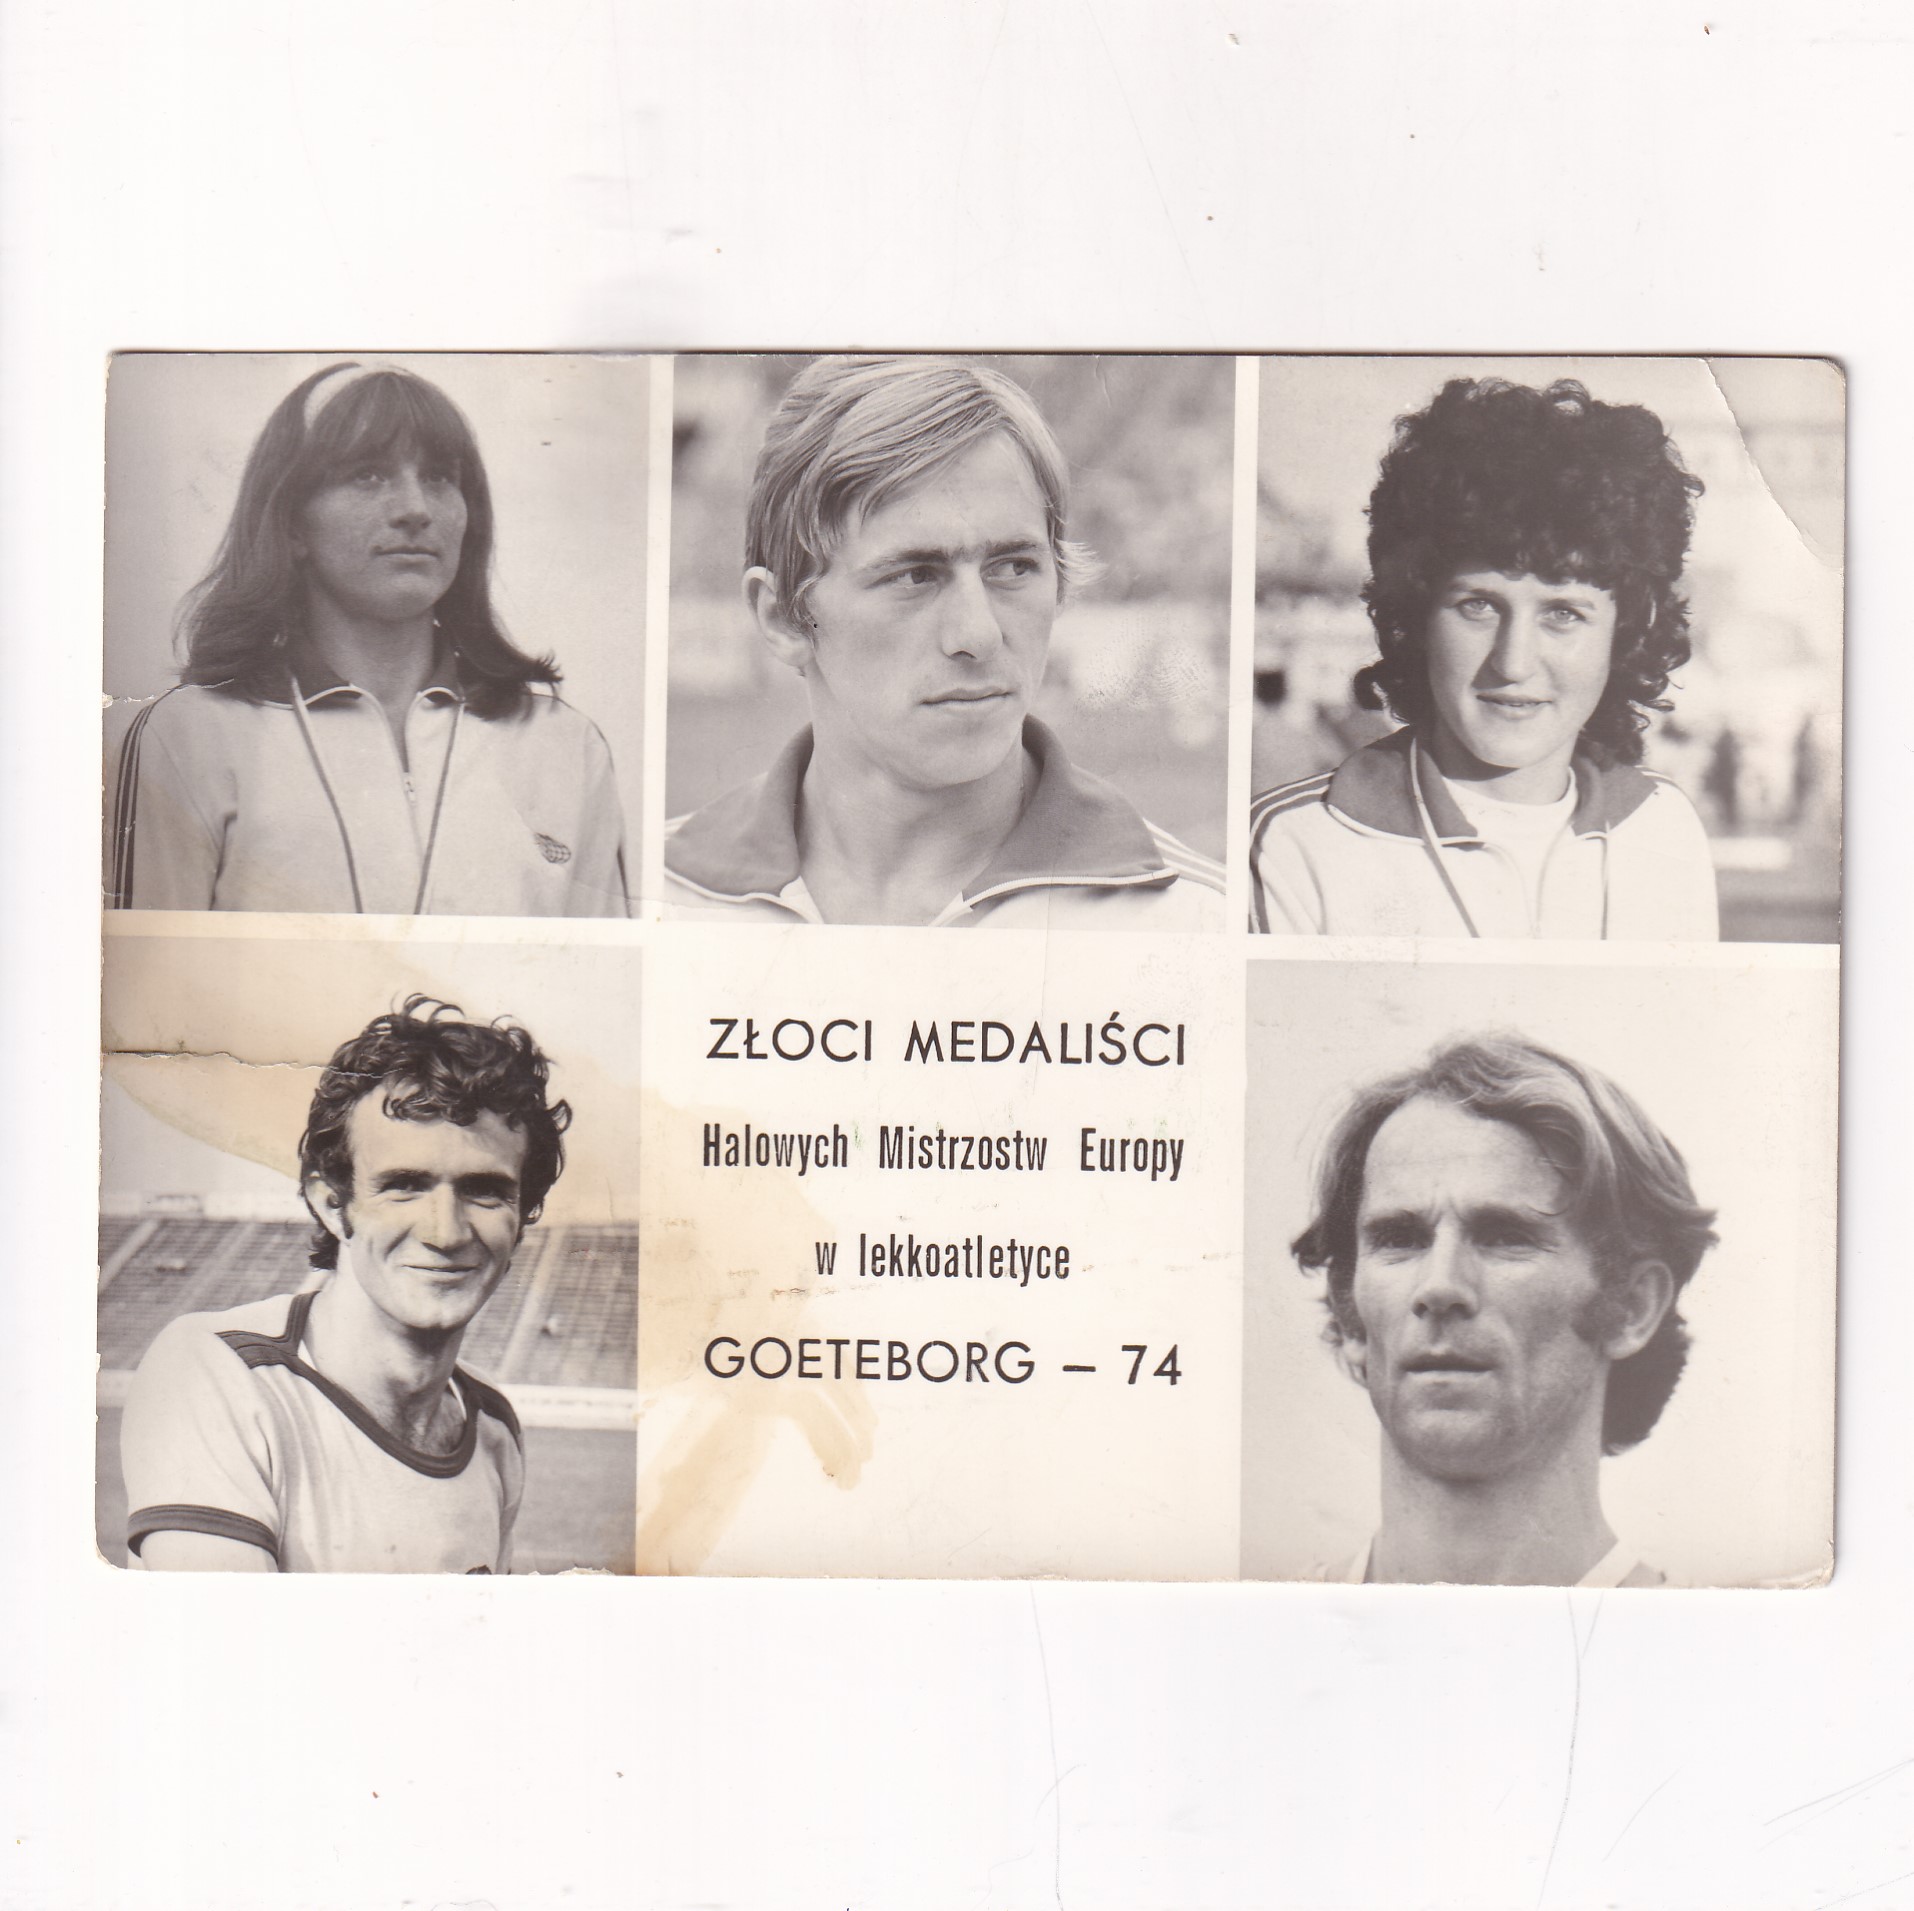 ZŁOCI MEDALIŚCI
Halowych Mistrzostw Europy
w lekkoatletyce
GOETEBORG – 74